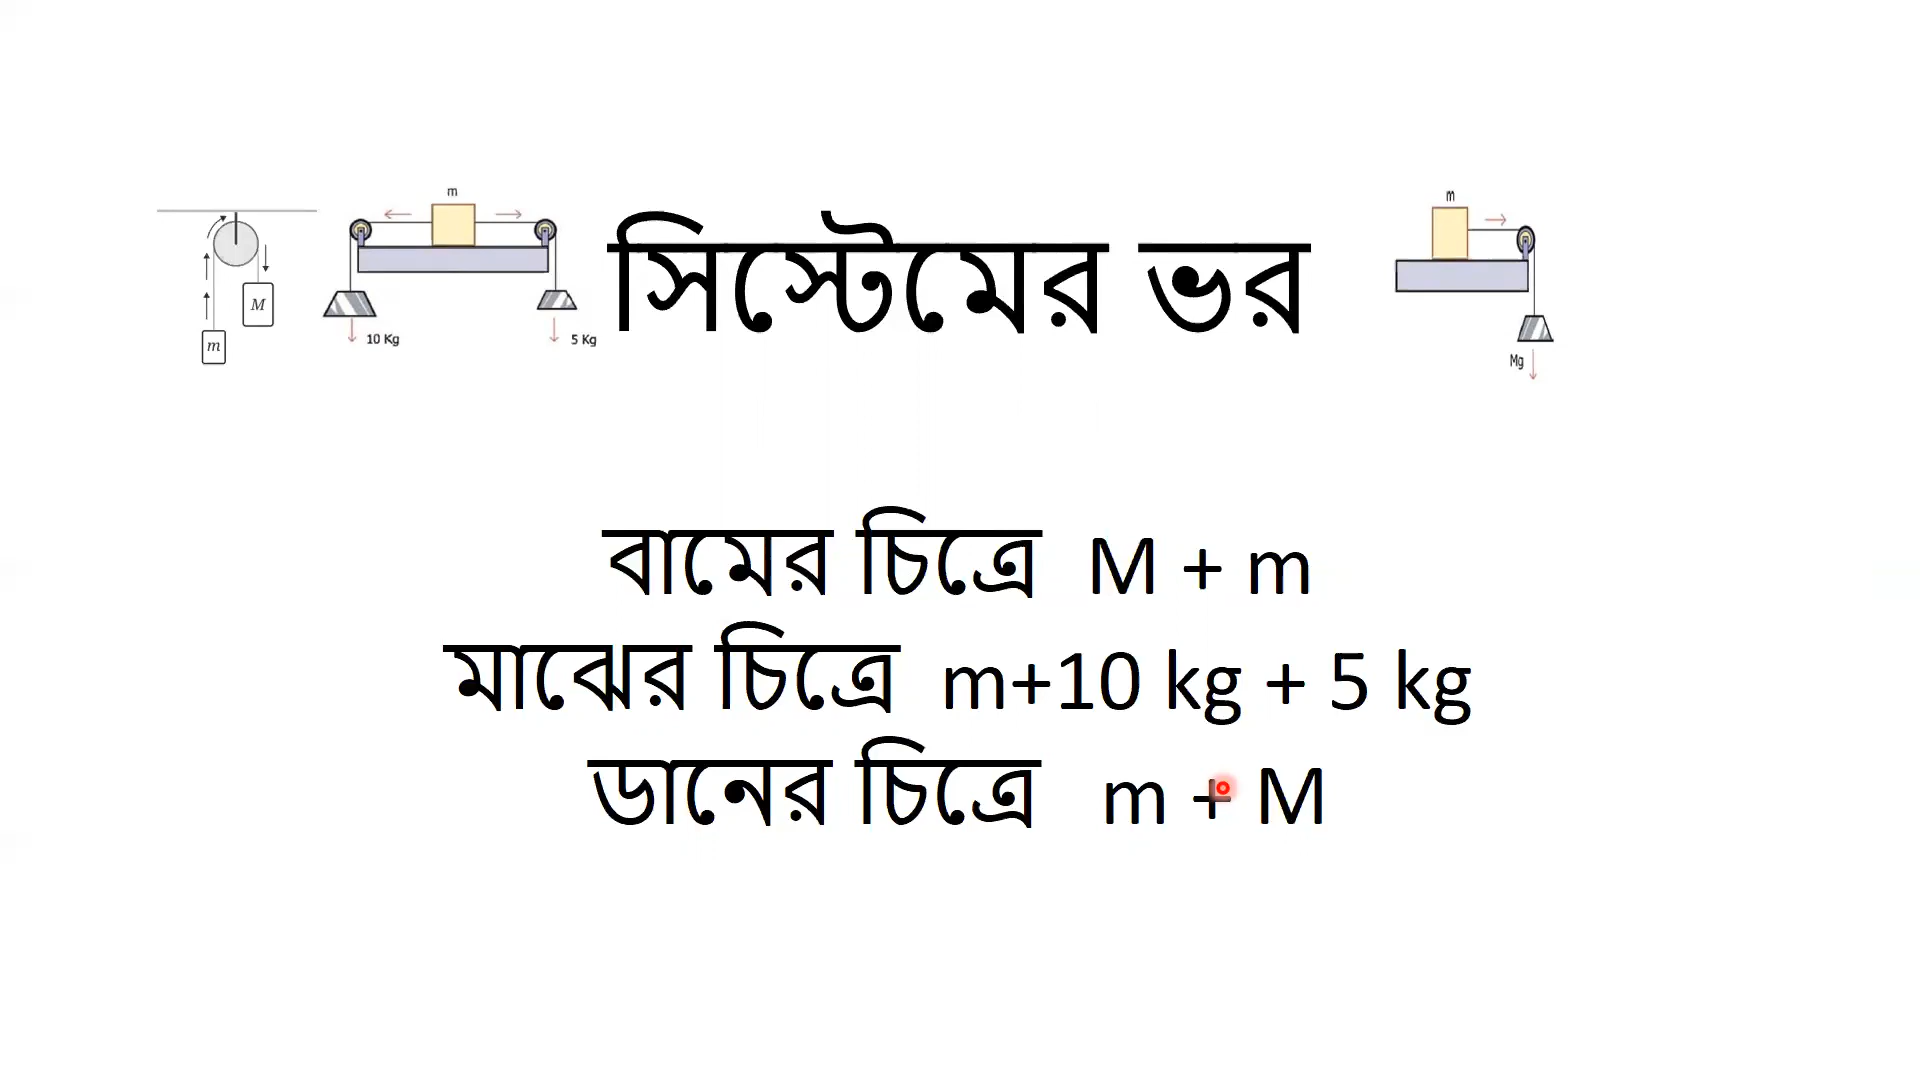 m
m
সিস্টেমের ভর
M
m
10 Kg
5 Kg
Mg
বামের চিত্রে M + m
মাঝের চিত্রে m+10 kg + 5 kg
ডানের চিত্রে m + M